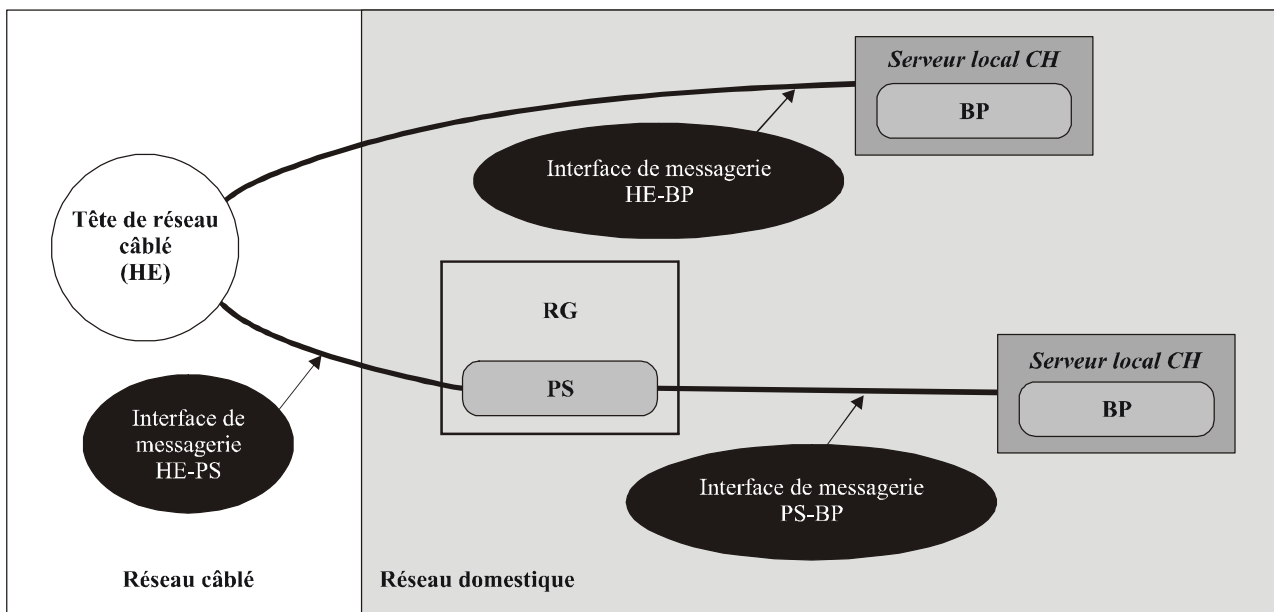 Serveur local CH
BP
Interface de messagerie
HE-BP
Tête de réseau
câblé
(HE)
RG
PS
Serveur local CH
BP
Interface de
messagerie
HE-PS
Interface de messagerie
PS-BP
Réseau câblé
Réseau domestique